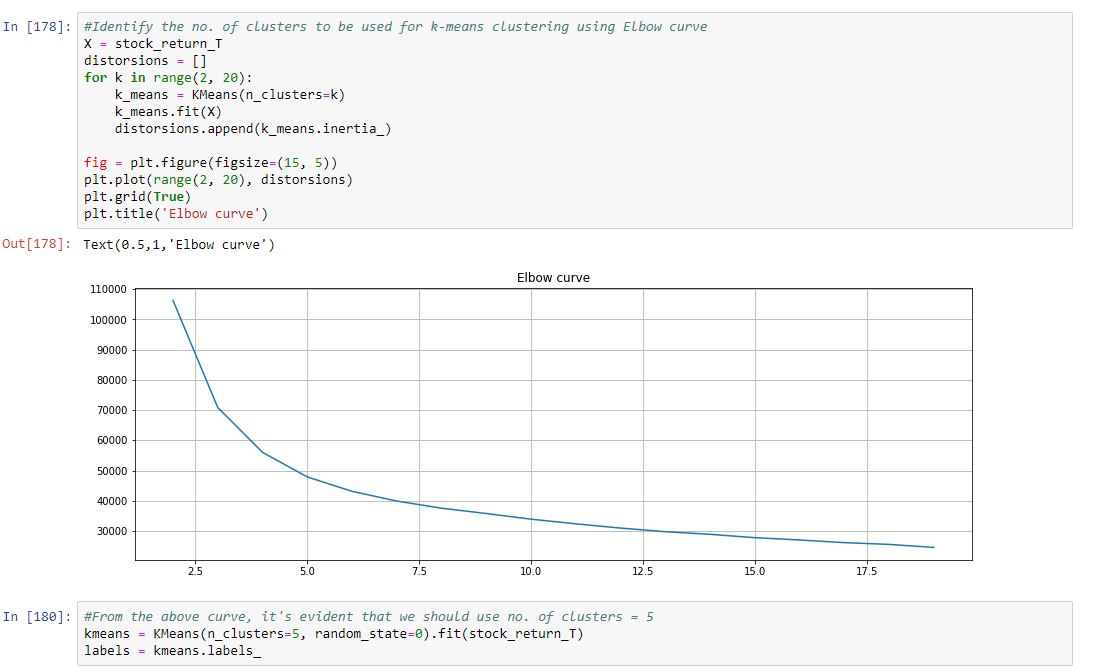 In [178]: #Identify the no. of clusters to be used for k-means clustering using Elbow curve
X = stock_return_T
distorsions = []
for k in range(2, 20):
    k_means = KMeans(n_clusters=k)
    k_means.fit(X)
    distorsions.append(k_means.inertia_)
fig = plt.figure(figsize=(15, 5))
plt.plot(range(2, 20), distorsions)
plt.grid(True)
plt.title('Elbow curve')
Out[178]: Text(0.5,1,'Elbow curve')
Elbow curve
110000
100000
90000
80000
70000
60000
50000
40000
30000
2.5 5.0 7.5 10.0 12.5 15.0 17.5
In [180]: #From the above curve, it's evident that we should use no. of clusters = 5
kmeans = KMeans(n_clusters=5, random_state=0).fit(stock_return_T)
labels = kmeans.labels_